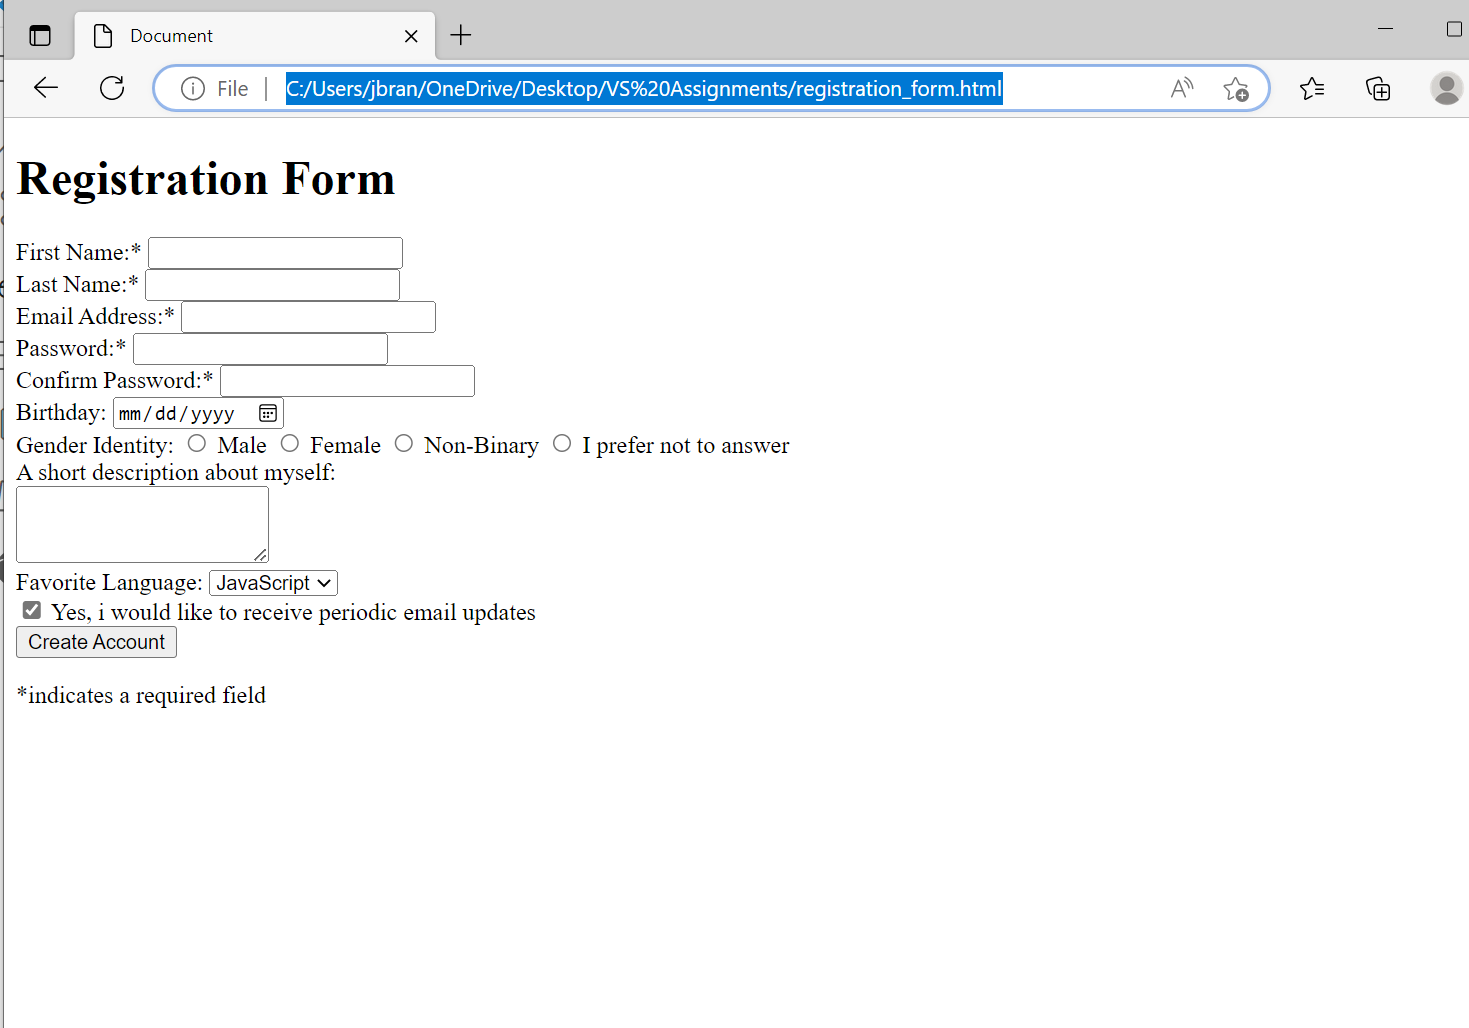 Document
File
C:/Users/jbran/OneDrive/Desktop/VS%20Assignments/registration_form.html
Registration Form
First Name:*
Last Name:*
Email Address:*
Password:*
Confirm Password:*
Birthday: mm/dd/yyyy
Gender Identity: Male Female Non-Binary I prefer not to answer
A short description about myself:
Favorite Language: JavaScript
Yes, i would like to receive periodic email updates
Create Account
*indicates a required field